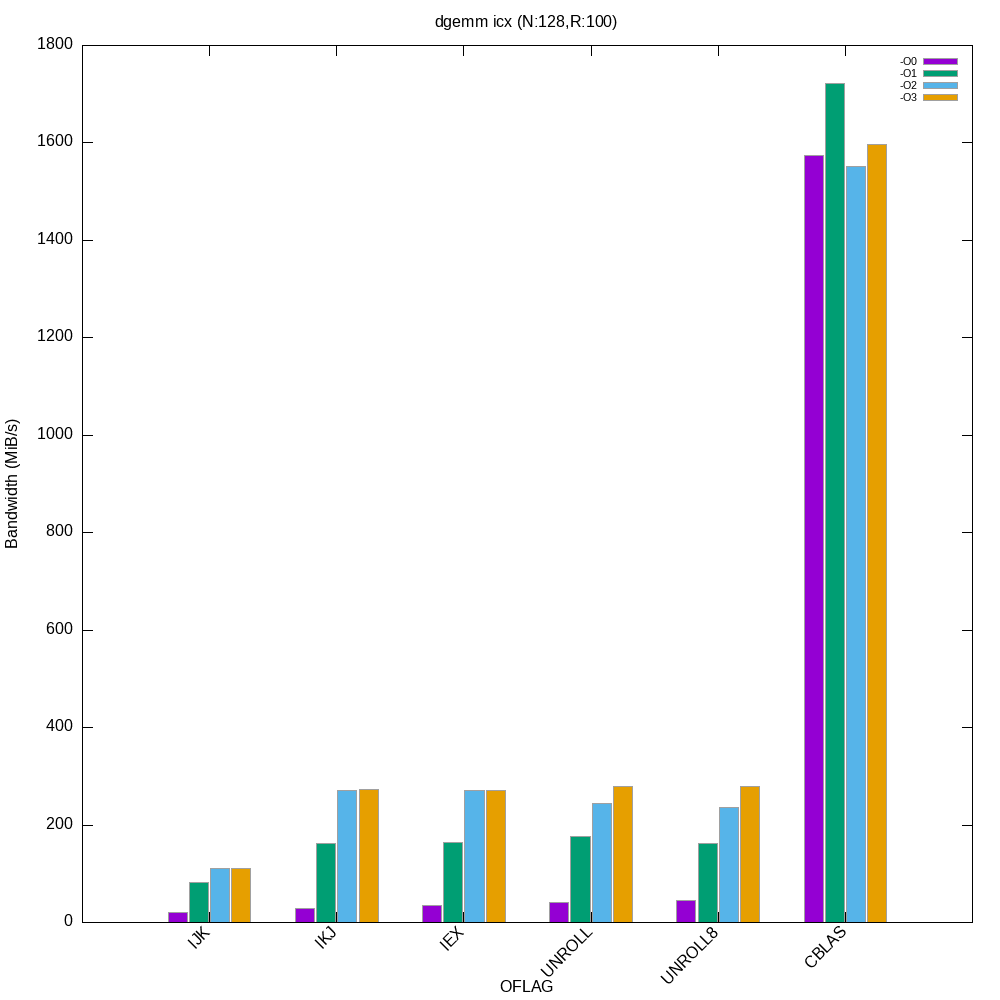 dgemm icx (N:128,R:100)
1800
1600
1400
1200
1000
800
600
400
200
0
Bandwidth (MiB/s)
-O0
-O1
-O2
-O3
IJK
IKJ
IEX
UNROLL
UNROLL8
CBLAS
OFLAG